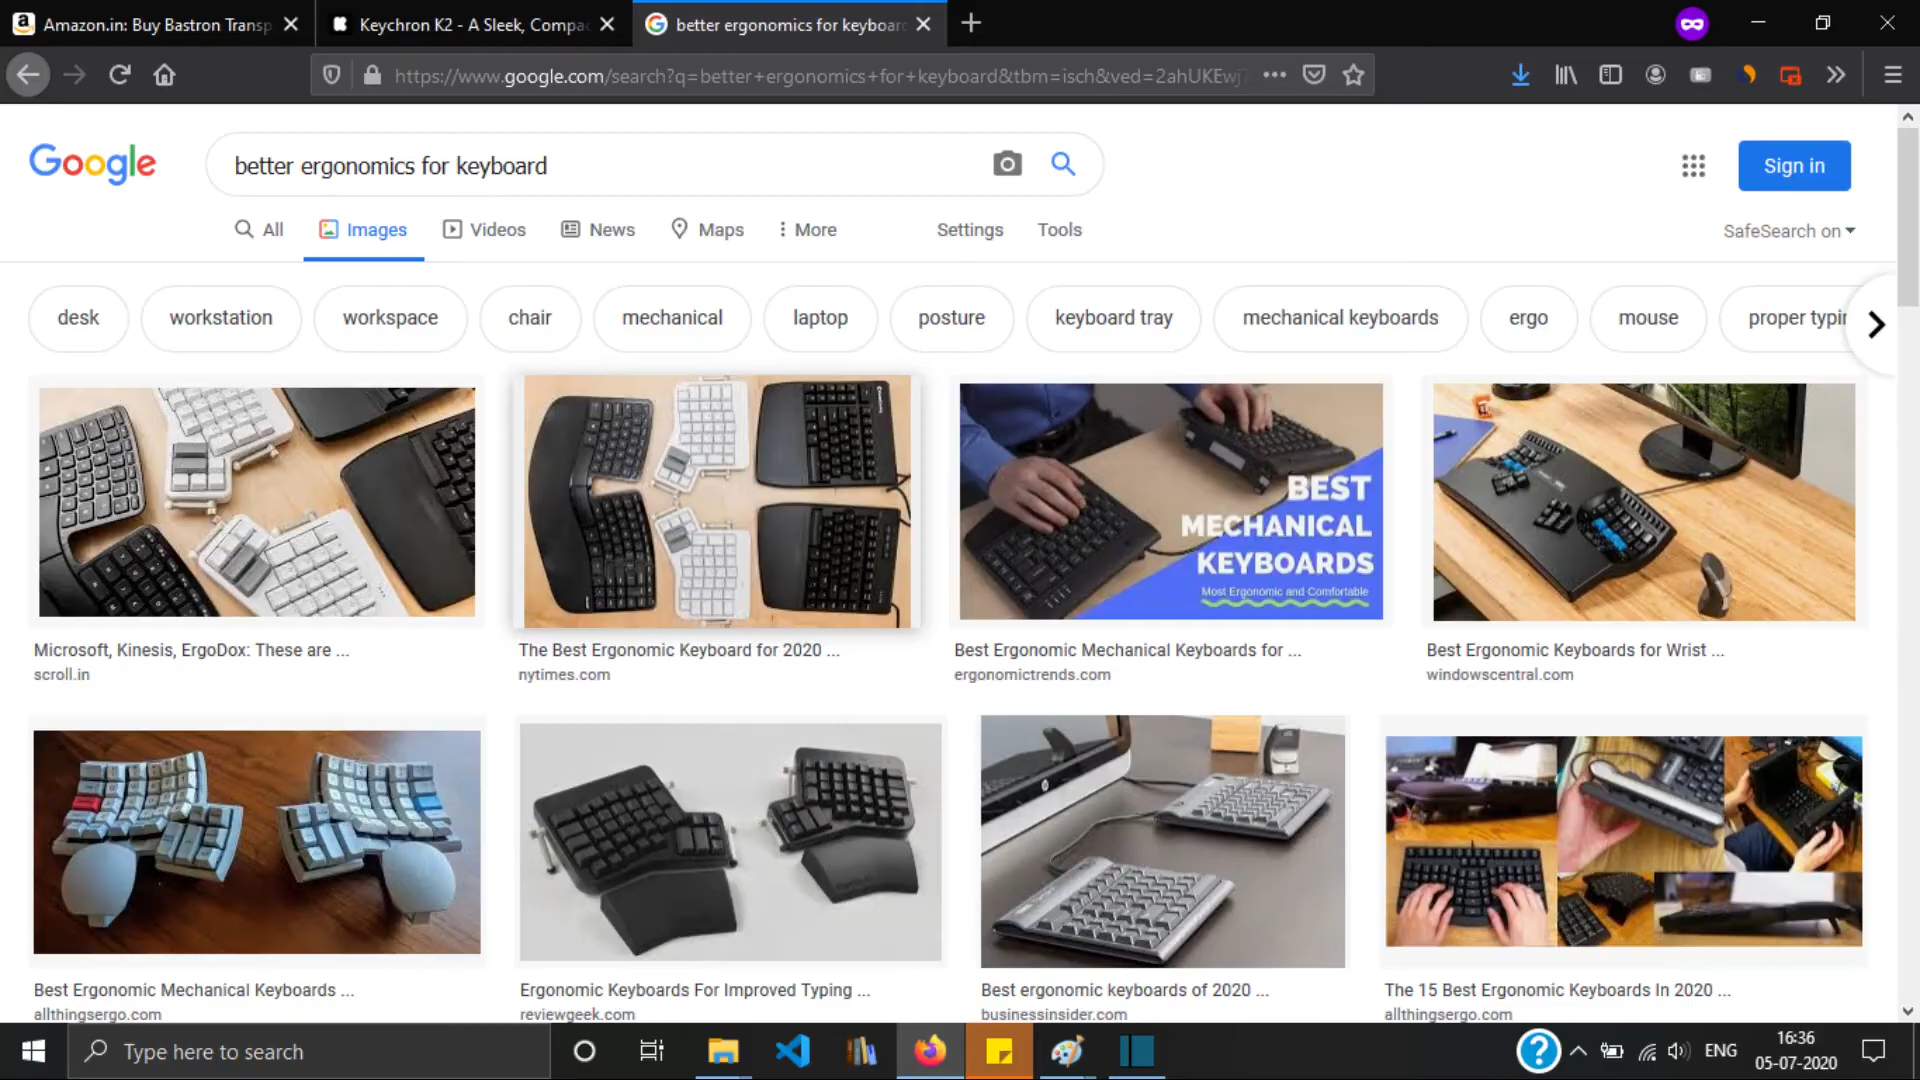 Amazon.in: Buy Bastron Transp
Keychron K2 - A Sleek, Compac
better ergonomics for keyboard
https://www.google.com/search?q=better+ergonomics+for+keyboard&tbm=isch&ved=2ahUKEwj
Google
better ergonomics for keyboard
Sign in
All
Images
Videos
News
Maps
More
Settings
Tools
SafeSearch on
desk
workstation
workspace
chair
mechanical
laptop
posture
keyboard tray
mechanical keyboards
ergo
mouse
proper typin
BEST
MECHANICAL
KEYBOARDS
Most Ergonomic and Comfortable
Microsoft, Kinesis, ErgoDox: These are ...
scroll.in
The Best Ergonomic Keyboard for 2020 ...
nytimes.com
Best Ergonomic Mechanical Keyboards for ...
ergonomictrends.com
Best Ergonomic Keyboards for Wrist ...
windowscentral.com
Best Ergonomic Mechanical Keyboards ...
allthingsergo.com
Ergonomic Keyboards For Improved Typing ...
reviewgeek.com
Best ergonomic keyboards of 2020 ...
businessinsider.com
The 15 Best Ergonomic Keyboards In 2020 ...
allthingsergo.com
Type here to search
ENG
16:36
05-07-2020